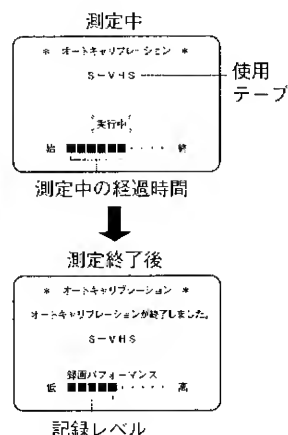 測定中
* オートキャリブレーション *
S-VHS
使用
テープ
実行中
始 ■■■■■■・・・・ 終
測定中の経過時間
測定終了後
* オートキャリブレーション *
オートキャリブレーションが終了しました。
S-VHS
録画パフォーマンス
低 ■■■■■・・・・・ 高
記録レベル